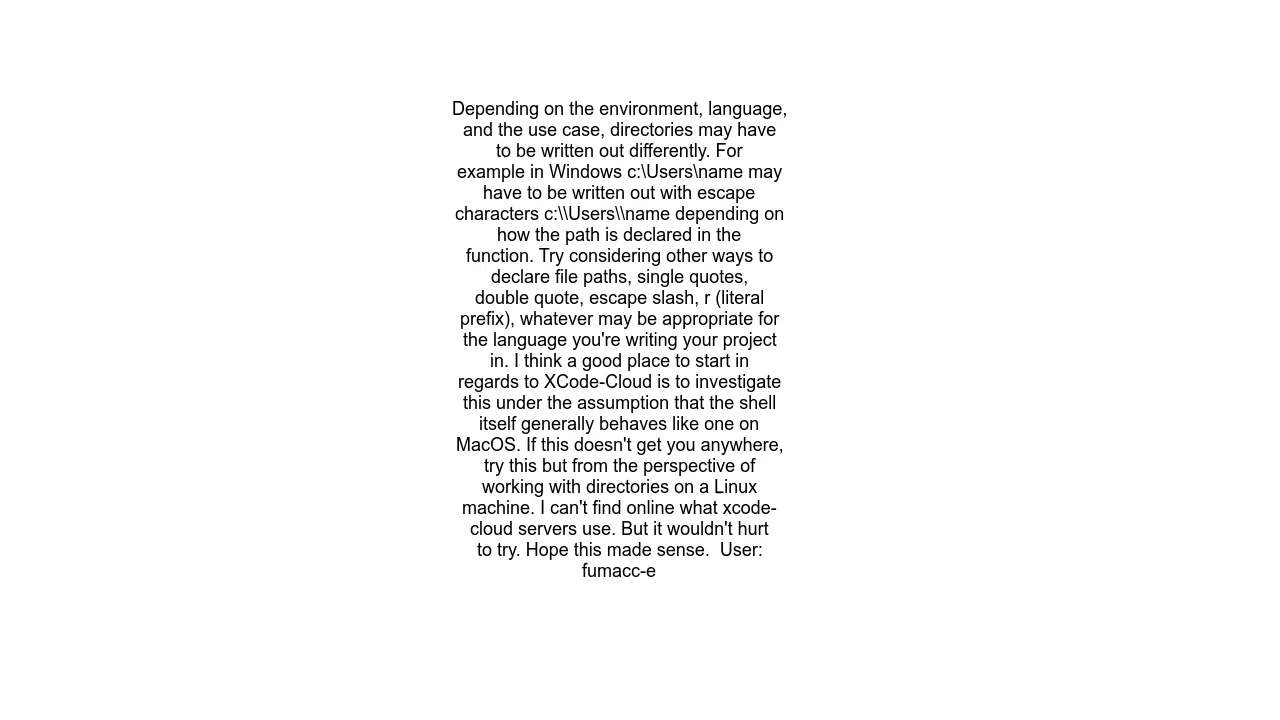 Depending on the environment, language,
and the use case, directories may have
to be written out differently. For
example in Windows c:\Users\name may
have to be written out with escape
characters c:\\Users\\name depending on
how the path is declared in the
function. Try considering other ways to
declare file paths, single quotes,
double quote, escape slash, r (literal
prefix), whatever may be appropriate for
the language you're writing your project
in. I think a good place to start in
regards to XCode-Cloud is to investigate
this under the assumption that the shell
itself generally behaves like one on
MacOS. If this doesn't get you anywhere,
try this but from the perspective of
working with directories on a Linux
machine. I can't find online what xcode-
cloud servers use. But it wouldn't hurt
to try. Hope this made sense.  User:
fumacc-e